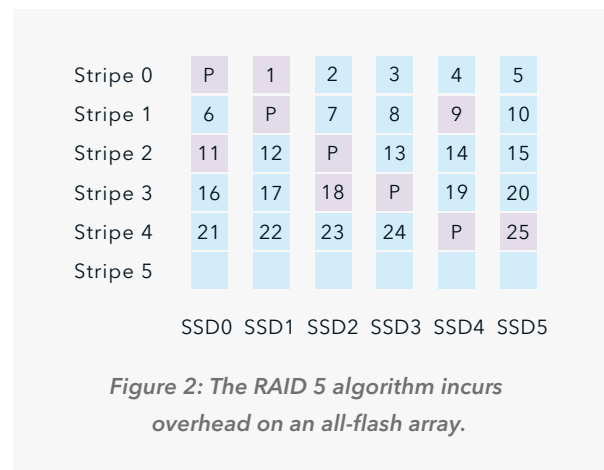 Stripe 0 P 1 2 3 4 5
Stripe 1 6 P 7 8 9 10
Stripe 2 11 12 P 13 14 15
Stripe 3 16 17 18 P 19 20
Stripe 4 21 22 23 24 P 25
Stripe 5
SSD0 SSD1 SSD2 SSD3 SSD4 SSD5
Figure 2: The RAID 5 algorithm incurs
overhead on an all-flash array.